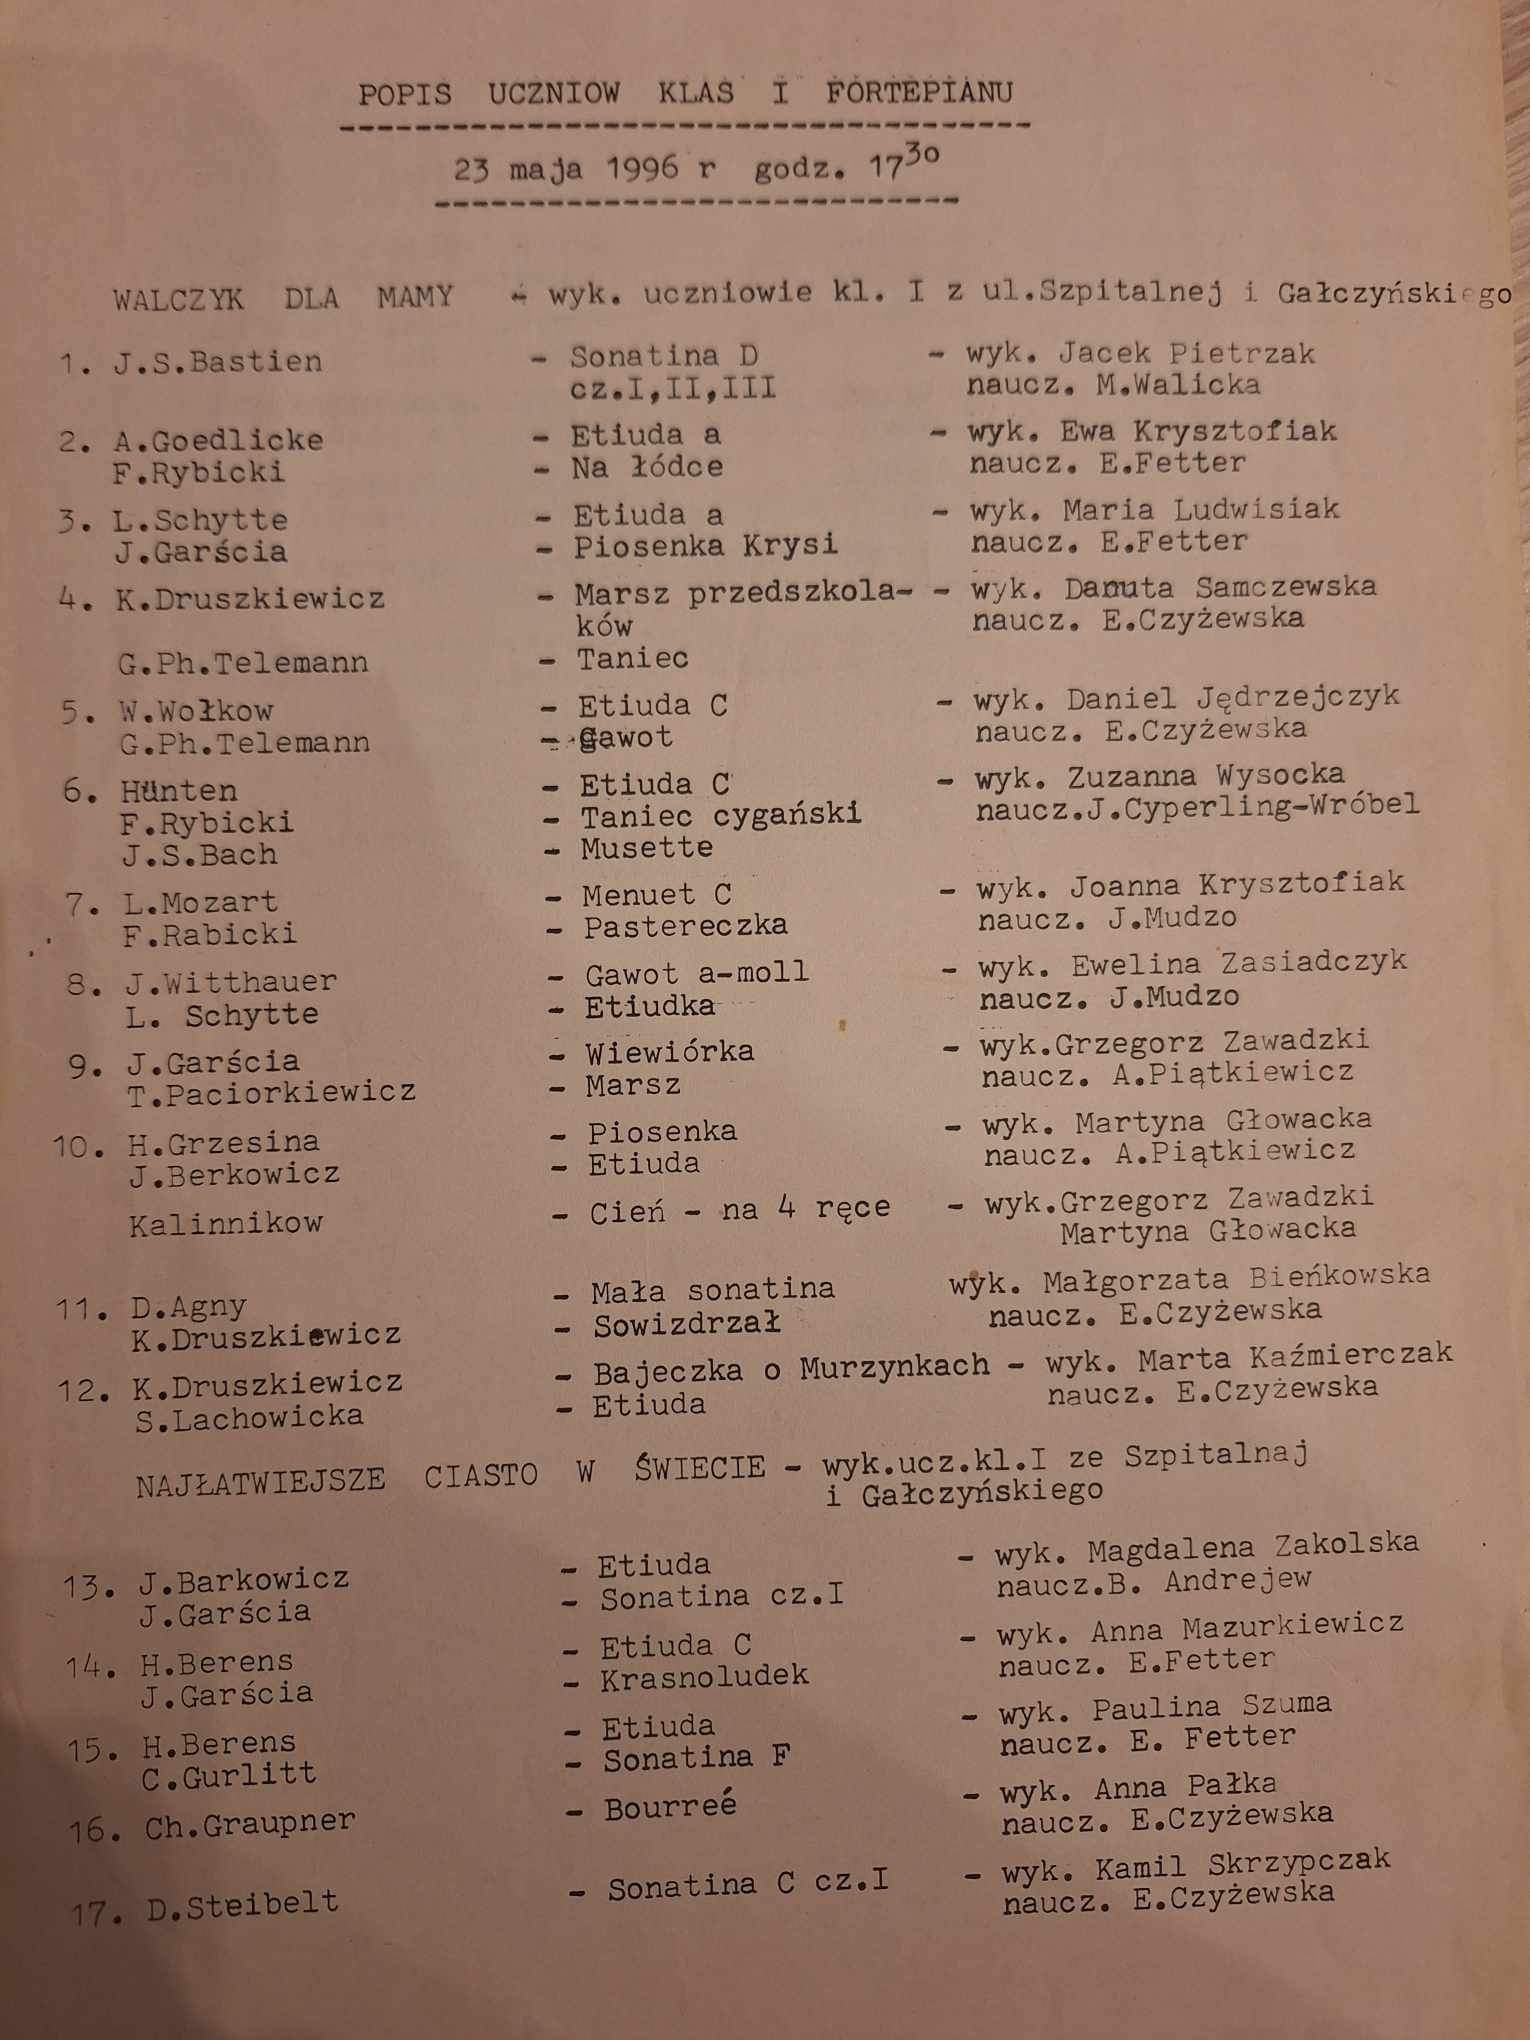 POPIS UCZNIOW KLAS I FORTEPIANU
23 maja 1996 r godz. 17³⁰
WALCZYK DLA MAMY - wyk. uczniowie kl. I z ul.Szpitalnej i Gałczyńskiego
1. J.S.Bastien - Sonatina D - wyk. Jacek Pietrzak
cz.I,II,III naucz. M.Walicka
2. A.Goedlicke - Etiuda a - wyk. Ewa Krysztofiak
F.Rybicki - Na łódce naucz. E.Fetter
3. L.Schytte - Etiuda a - wyk. Maria Ludwisiak
J.Garścia - Piosenka Krysi naucz. E.Fetter
4. K.Druszkiewicz - Marsz przedszkola- - wyk. Danuta Samczewska
ków naucz. E.Czyżewska
G.Ph.Telemann - Taniec
5. W.Wołkow - Etiuda C - wyk. Daniel Jędrzejczyk
G.Ph.Telemann - gawot naucz. E.Czyżewska
6. Hünten - Etiuda C - wyk. Zuzanna Wysocka
F.Rybicki - Taniec cygański naucz.J.Cyperling-Wróbel
J.S.Bach - Musette
7. L.Mozart - Menuet C - wyk. Joanna Krysztofiak
F.Rabicki - Pastereczka naucz. J.Mudzo
8. J.Witthauer - Gawot a-moll - wyk. Ewelina Zasiadczyk
L. Schytte - Etiudka naucz. J.Mudzo
9. J.Garścia - Wiewiórka - wyk.Grzegorz Zawadzki
T.Paciorkiewicz - Marsz naucz. A.Piątkiewicz
10. H.Grzesina - Piosenka - wyk. Martyna Głowacka
J.Berkowicz - Etiuda naucz. A.Piątkiewicz
Kalinnikow - Cień - na 4 ręce - wyk.Grzegorz Zawadzki
Martyna Głowacka
11. D.Agny - Mała sonatina wyk. Małgorzata Bieńkowska
K.Druszkiewicz - Sowizdrzał naucz. E.Czyżewska
12. K.Druszkiewicz - Bajeczka o Murzynkach - wyk. Marta Kaźmierczak
S.Lachowicka - Etiuda naucz. E.Czyżewska
NAJŁATWIEJSZE CIASTO W ŚWIECIE - wyk.ucz.kl.I ze Szpitalnaj
i Gałczyńskiego
13. J.Barkowicz - Etiuda - wyk. Magdalena Zakolska
J.Garścia - Sonatina cz.I naucz.B. Andrejew
14. H.Berens - Etiuda C - wyk. Anna Mazurkiewicz
J.Garścia - Krasnoludek naucz. E.Fetter
15. H.Berens - Etiuda - wyk. Paulina Szuma
C.Gurlitt - Sonatina F naucz. E. Fetter
16. Ch.Graupner - Bourreé - wyk. Anna Pałka
naucz. E.Czyżewska
17. D.Steibelt - Sonatina C cz.I - wyk. Kamil Skrzypczak
naucz. E.Czyżewska